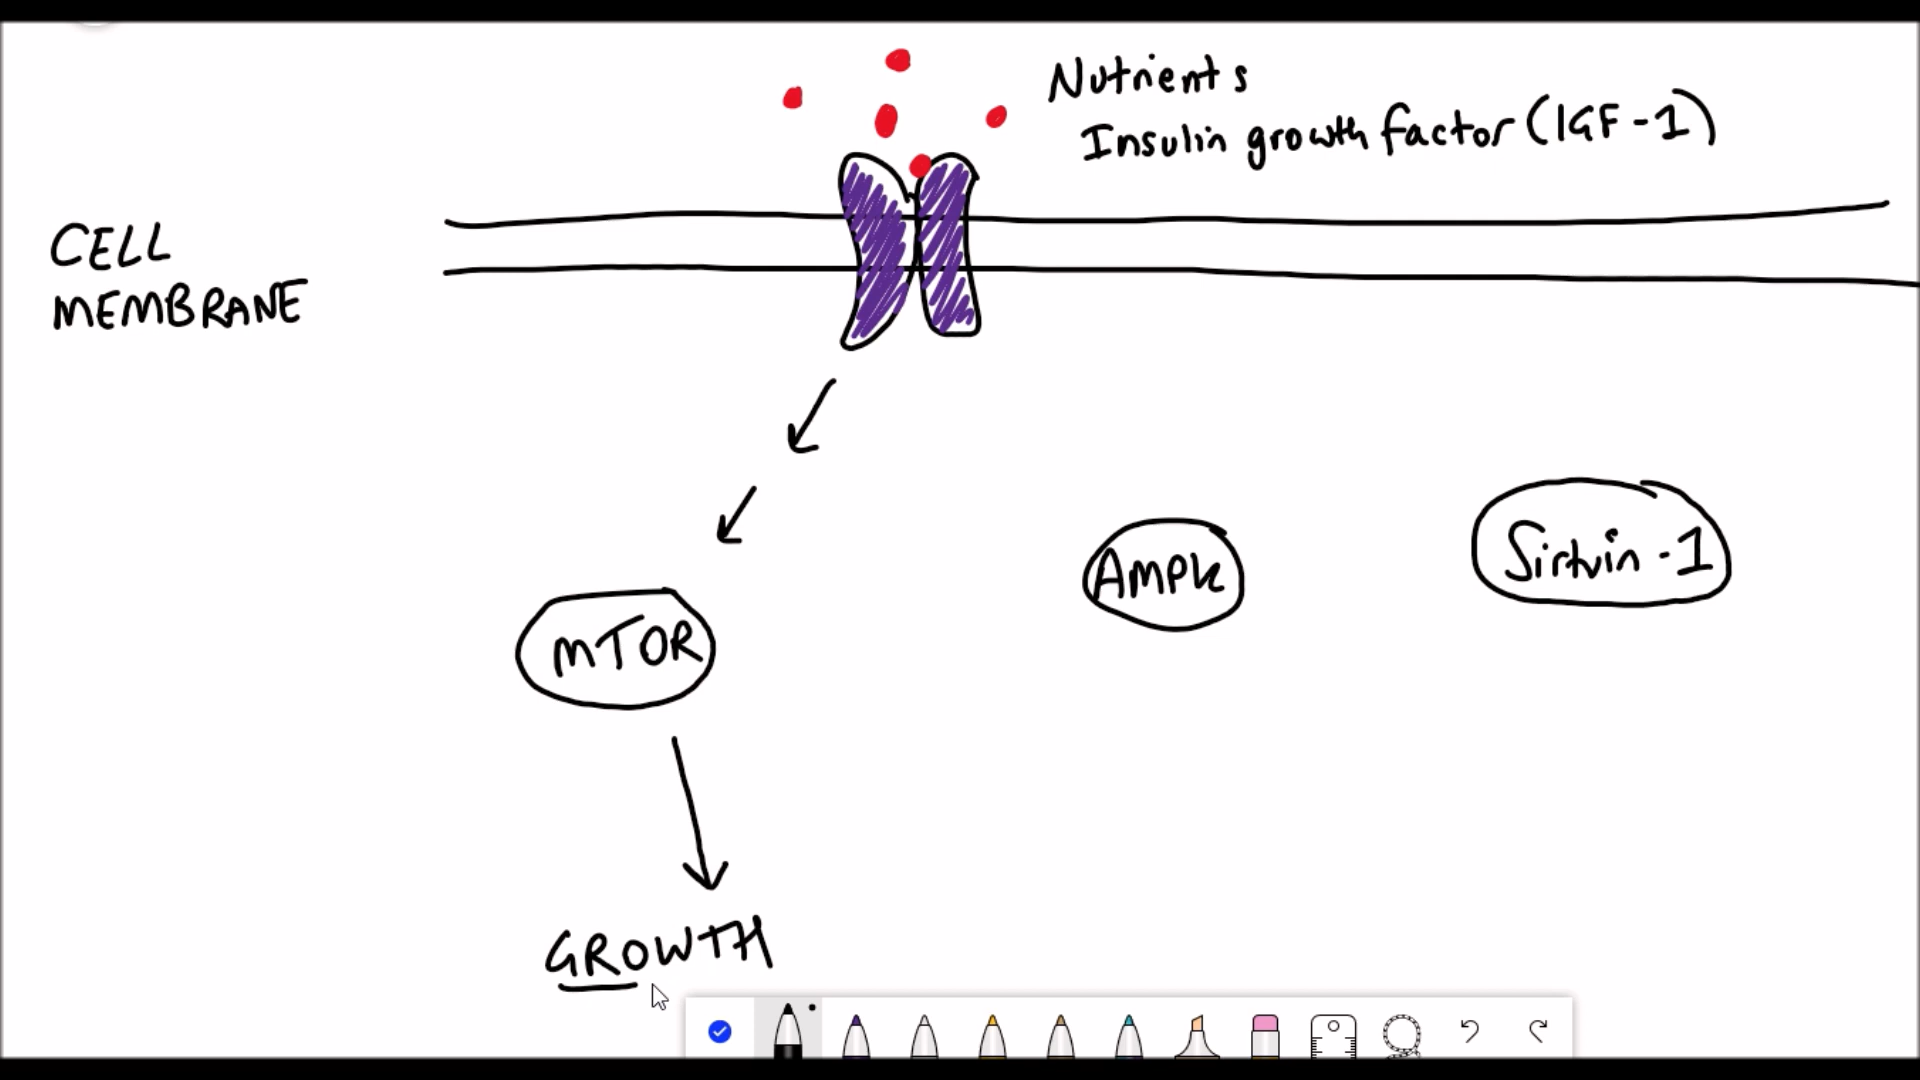 Nutrients
Insulin growth factor (IGF-1)
CELL
MEMBRANE
mTOR
AMPK
Sirtuin-1
GROWTH